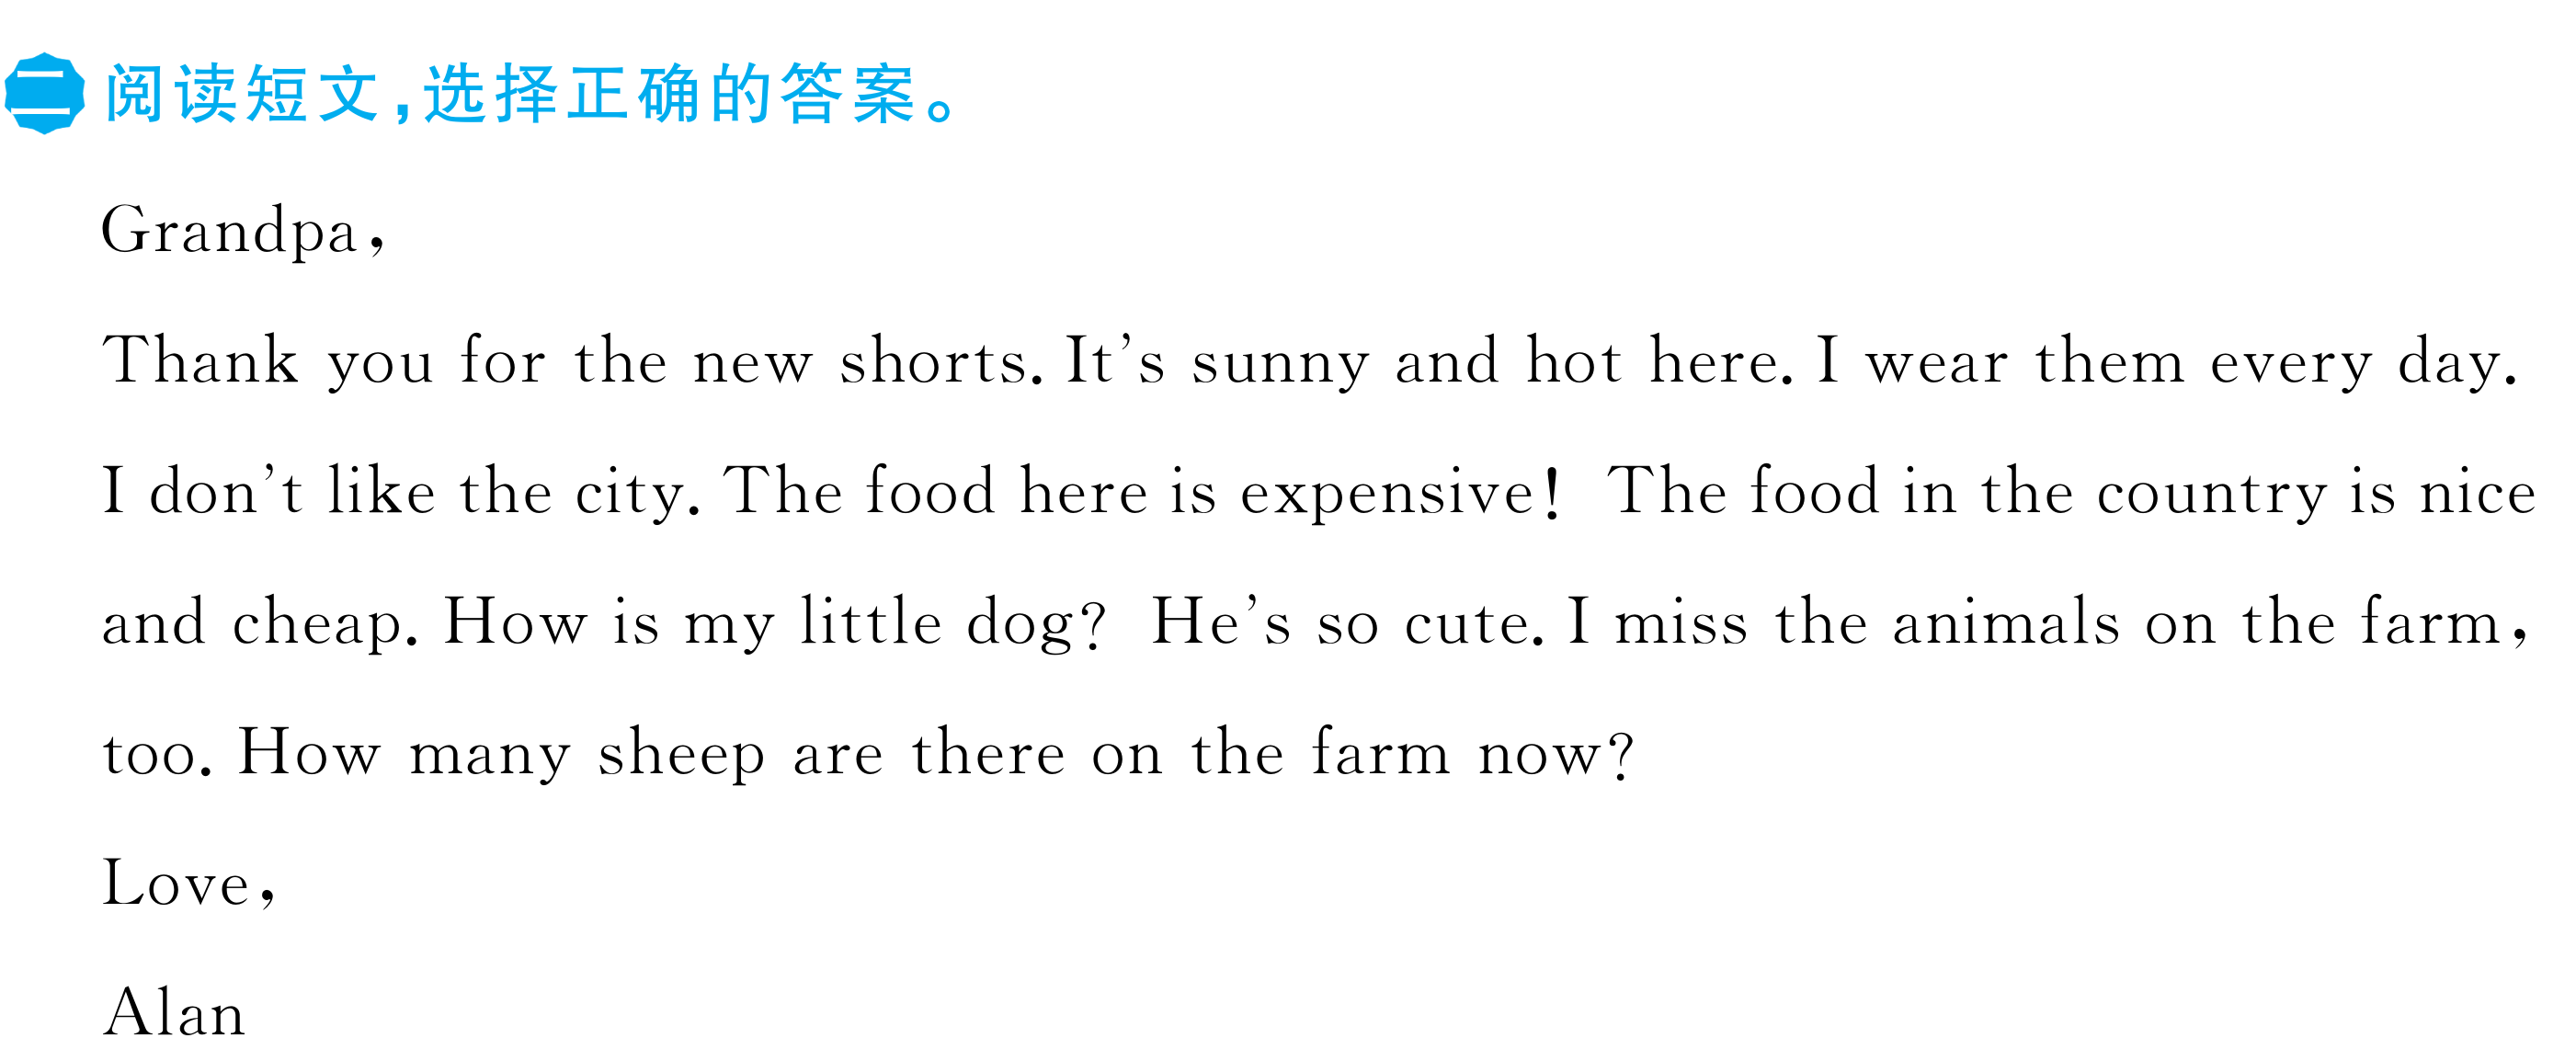 二 阅读短文,选择正确的答案。
Grandpa,
Thank you for the new shorts. It's sunny and hot here. I wear them every day.
I don't like the city. The food here is expensive! The food in the country is nice
and cheap. How is my little dog? He's so cute. I miss the animals on the farm,
too. How many sheep are there on the farm now?
Love,
Alan